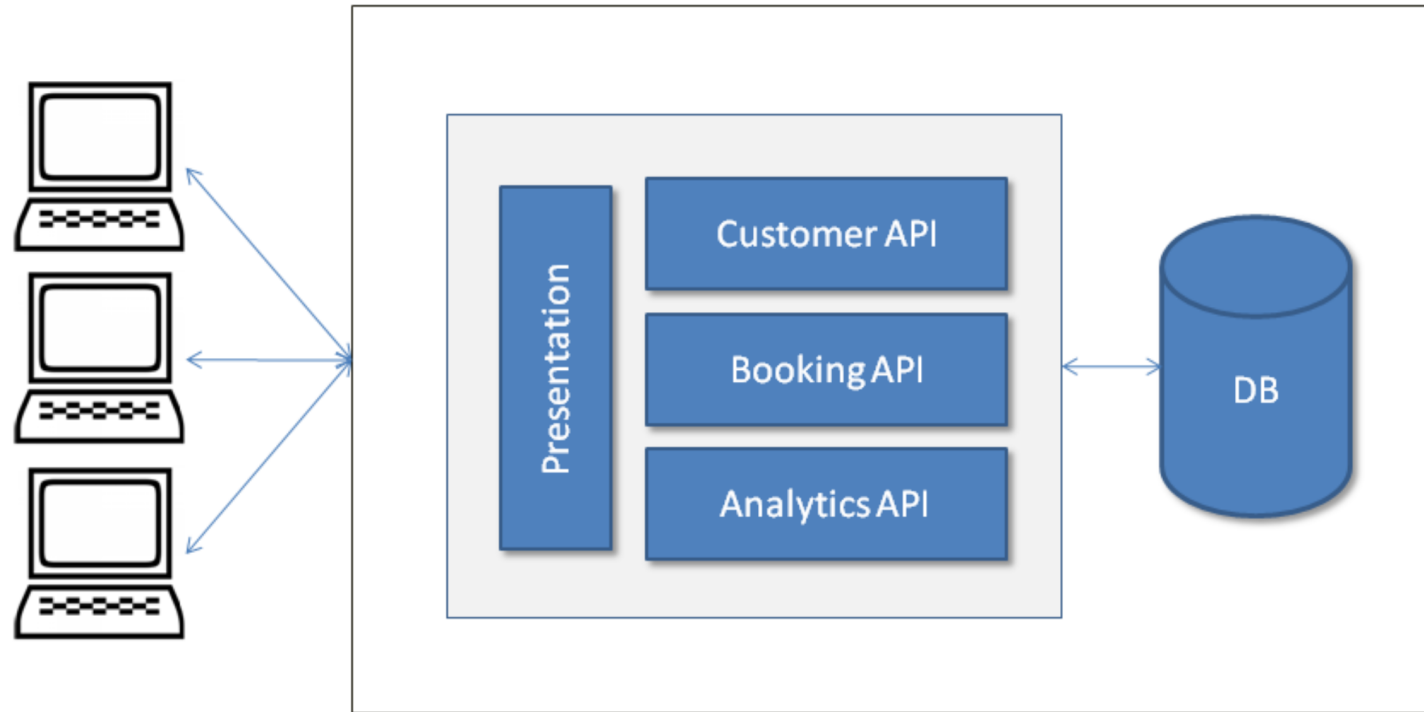 Presentation
Customer API
Booking API
Analytics API
DB